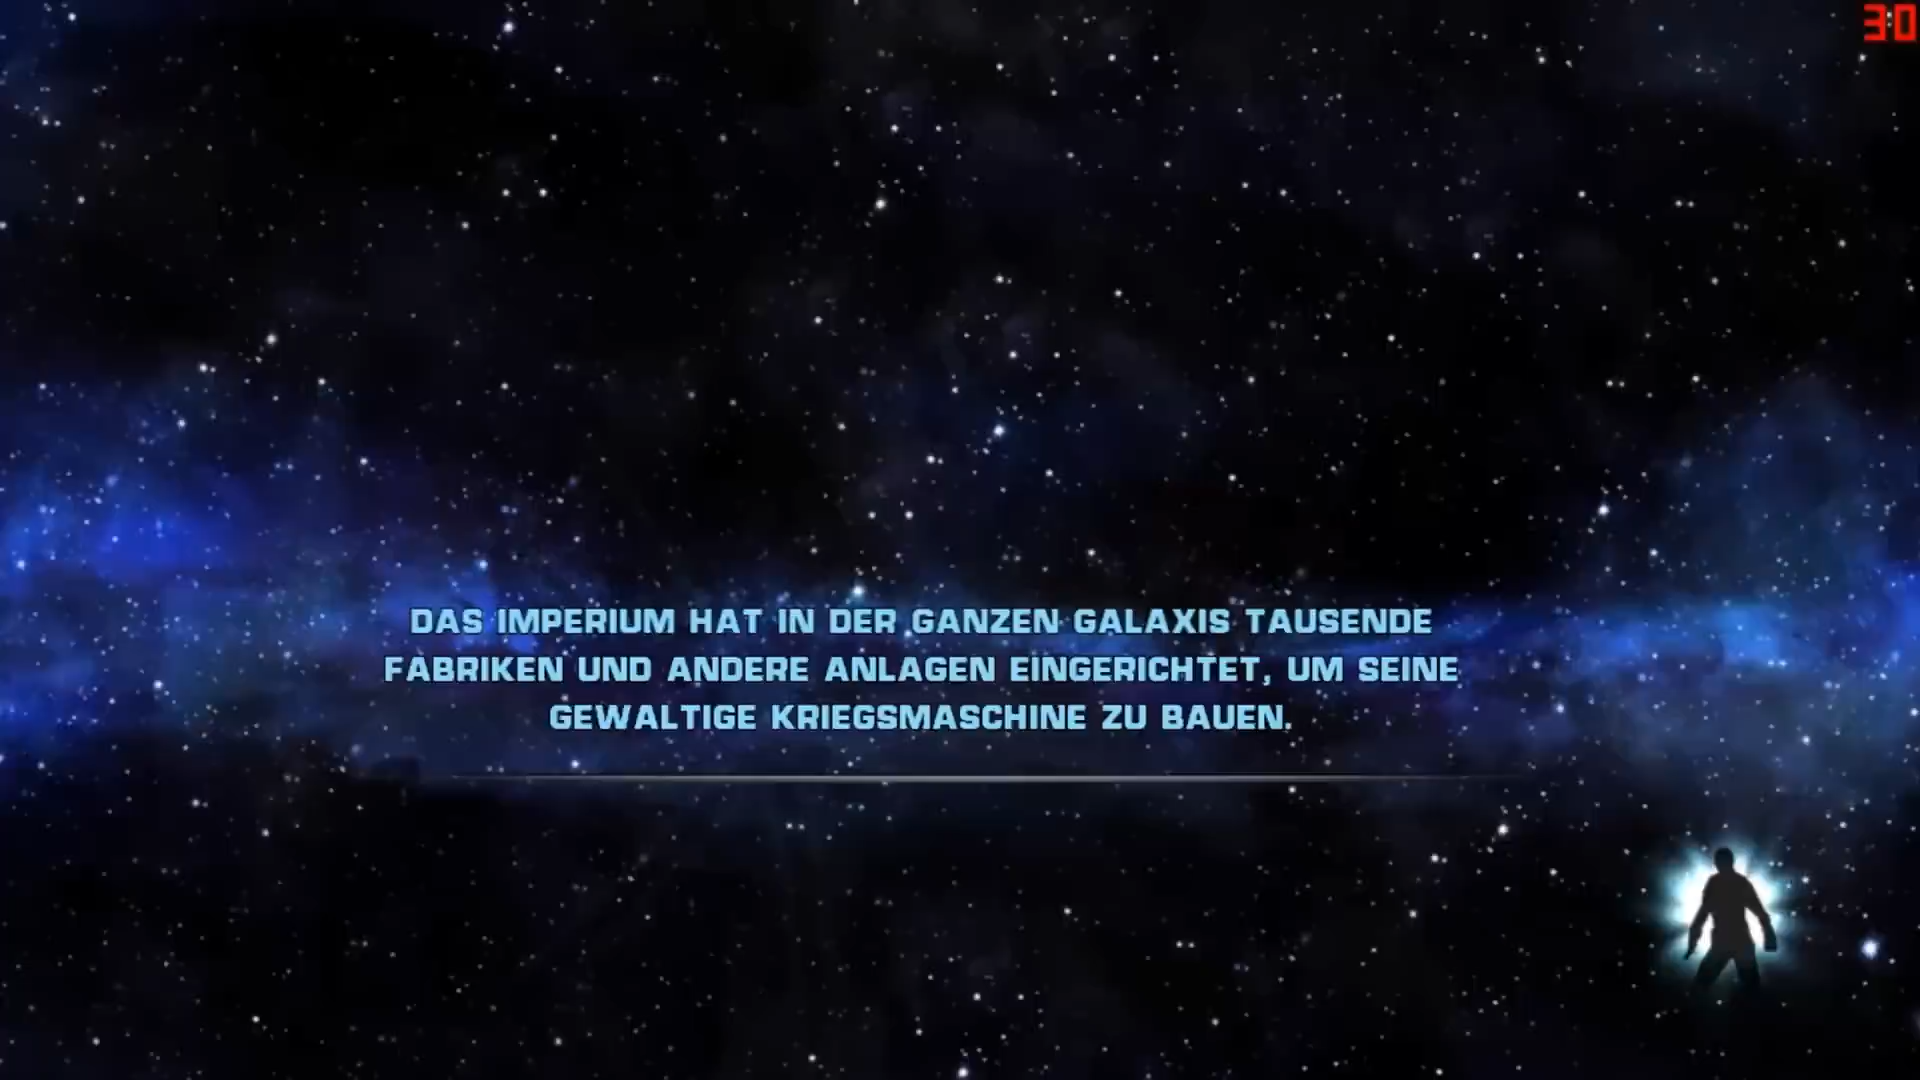 30
DAS IMPERIUM HAT IN DER GANZEN GALAXIS TAUSENDE
FABRIKEN UND ANDERE ANLAGEN EINGERICHTET, UM SEINE
GEWALTIGE KRIEGSMASCHINE ZU BAUEN.